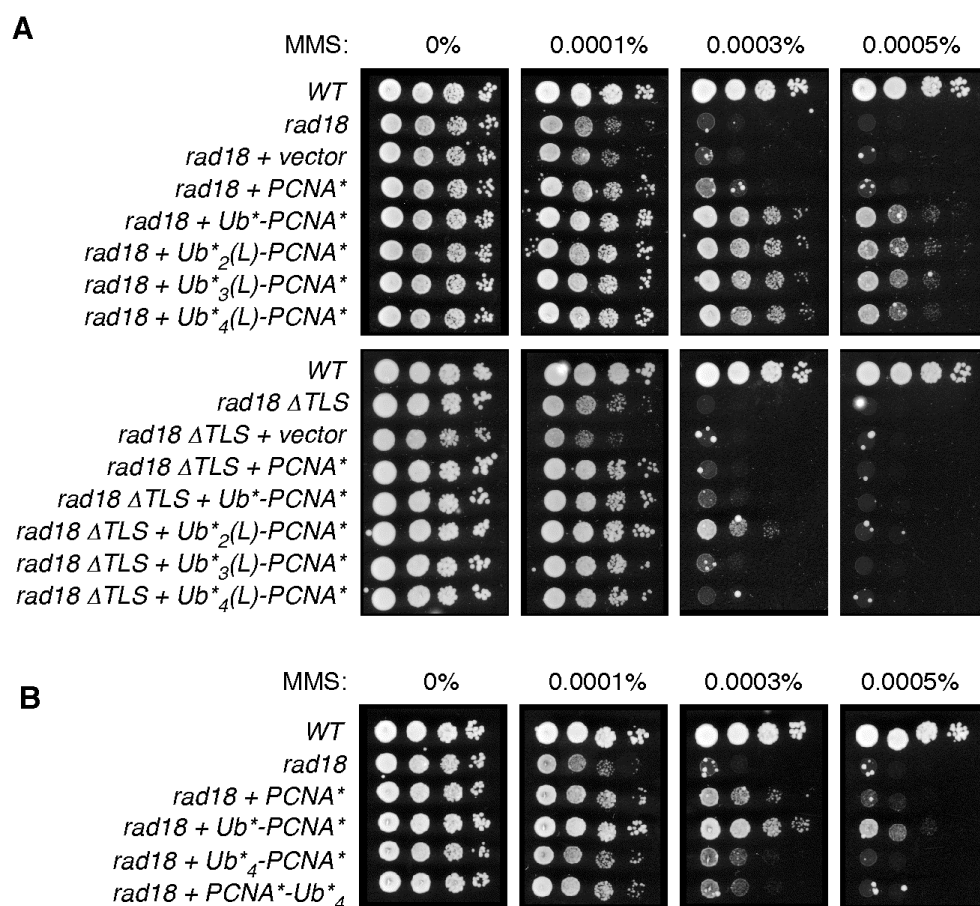 A
MMS: 0% 0.0001% 0.0003% 0.0005%
WT
rad18
rad18 + vector
rad18 + PCNA*
rad18 + Ub*-PCNA*
rad18 + Ub*2(L)-PCNA*
rad18 + Ub*3(L)-PCNA*
rad18 + Ub*4(L)-PCNA*
WT
rad18 ΔTLS
rad18 ΔTLS + vector
rad18 ΔTLS + PCNA*
rad18 ΔTLS + Ub*-PCNA*
rad18 ΔTLS + Ub*2(L)-PCNA*
rad18 ΔTLS + Ub*3(L)-PCNA*
rad18 ΔTLS + Ub*4(L)-PCNA*
B
MMS: 0% 0.0001% 0.0003% 0.0005%
WT
rad18
rad18 + PCNA*
rad18 + Ub*-PCNA*
rad18 + Ub*4-PCNA*
rad18 + PCNA*-Ub*4